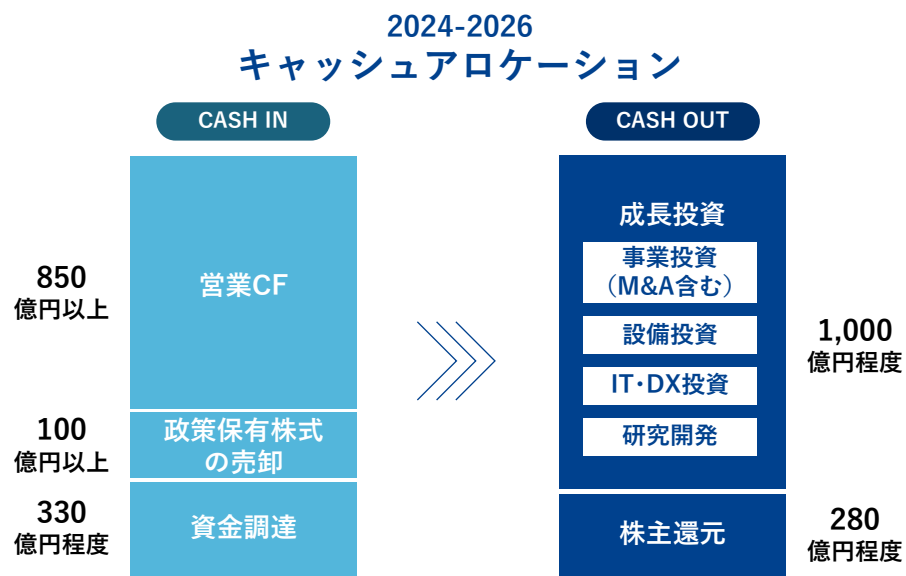 2024-2026
キャッシュアロケーション
CASH IN
850
億円以上
営業CF
100
億円以上
政策保有株式
の売却
330
億円程度
資金調達
CASH OUT
成長投資
事業投資
（M&A含む）
設備投資
IT・DX投資
研究開発
1,000
億円程度
株主還元
280
億円程度